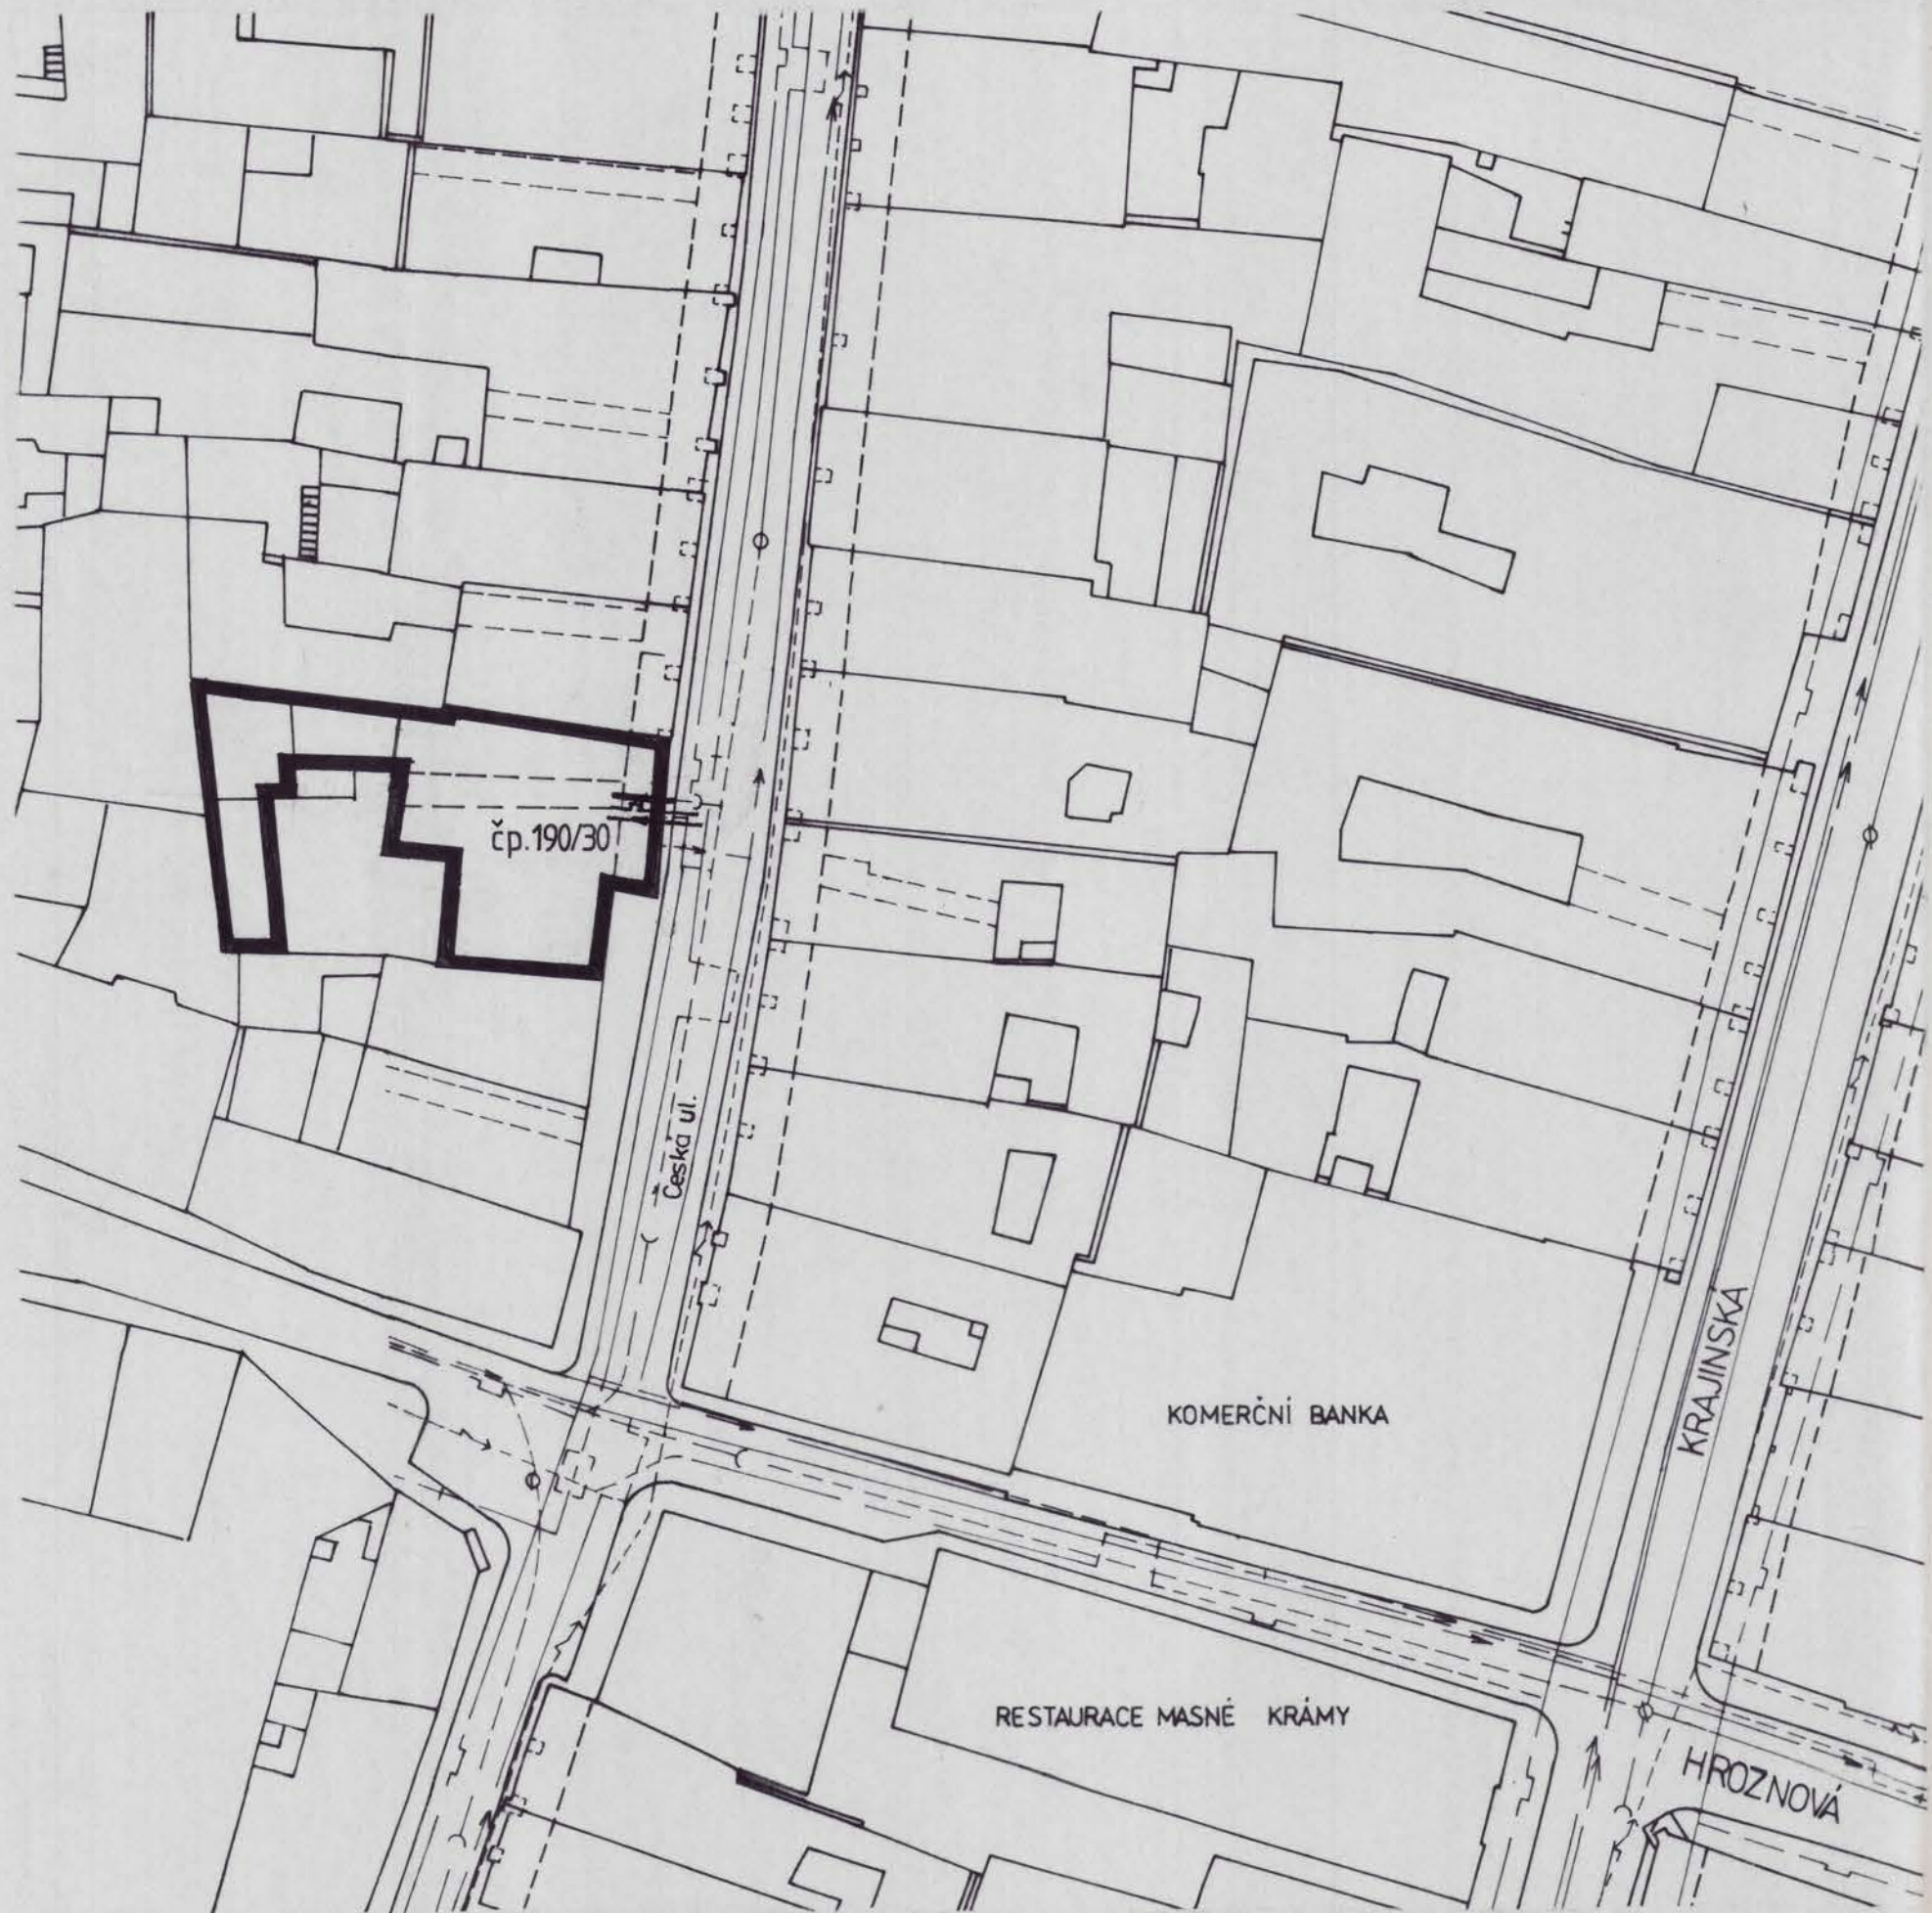 čp. 190/30
Česká ul.
KRAJINSKÁ
KOMERČNÍ BANKA
RESTAURACE MASNÉ KRÁMY
HROZNOVÁ